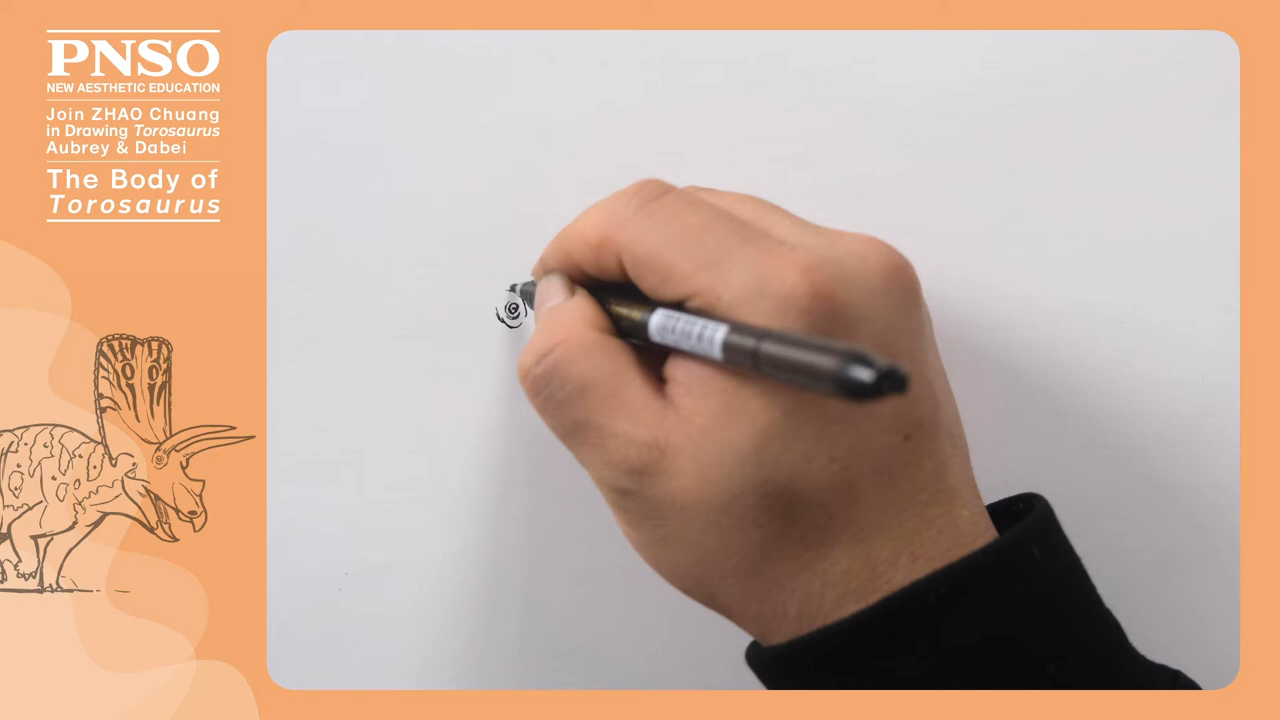 PNSO
NEW AESTHETIC EDUCATION
Join ZHAO Chuang
in Drawing Torosaurus
Aubrey & Dabei
The Body of
Torosaurus